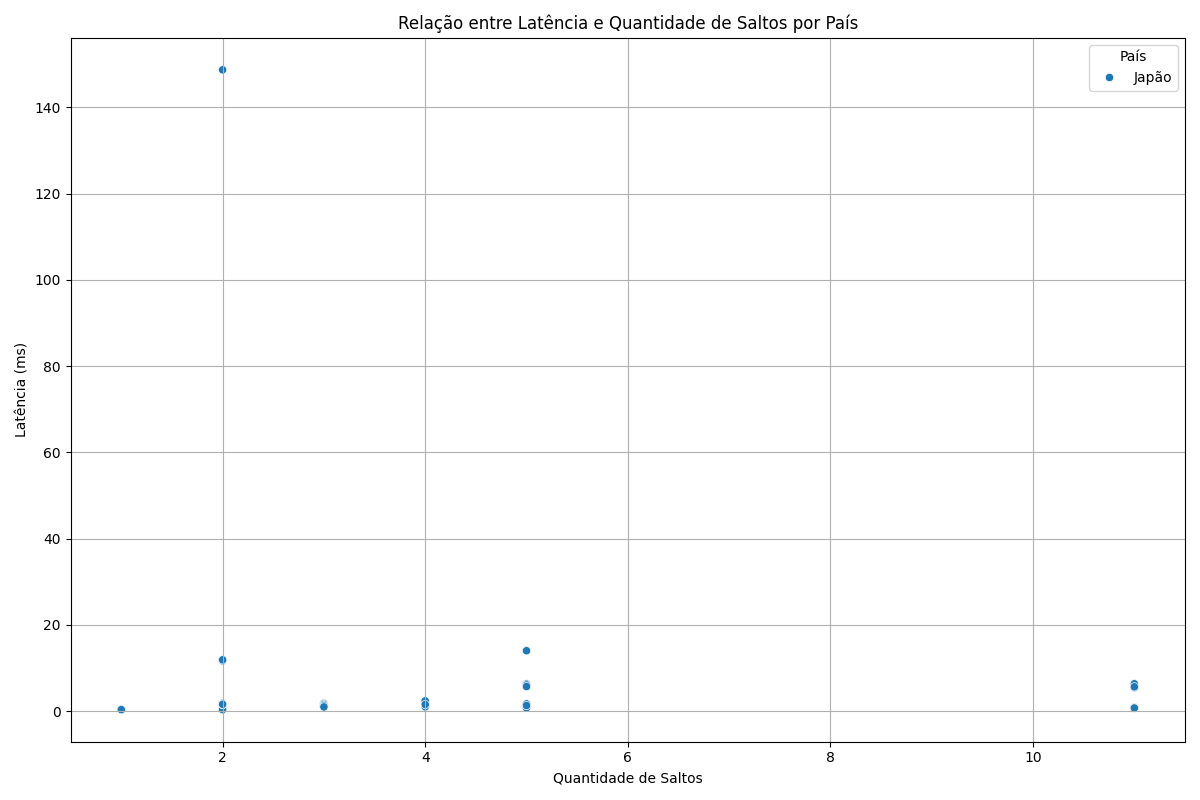 Relação entre Latência e Quantidade de Saltos por País
País
Japão
140
120
100
80
60
40
20
0
Latência (ms)
2
4
6
8
10
Quantidade de Saltos